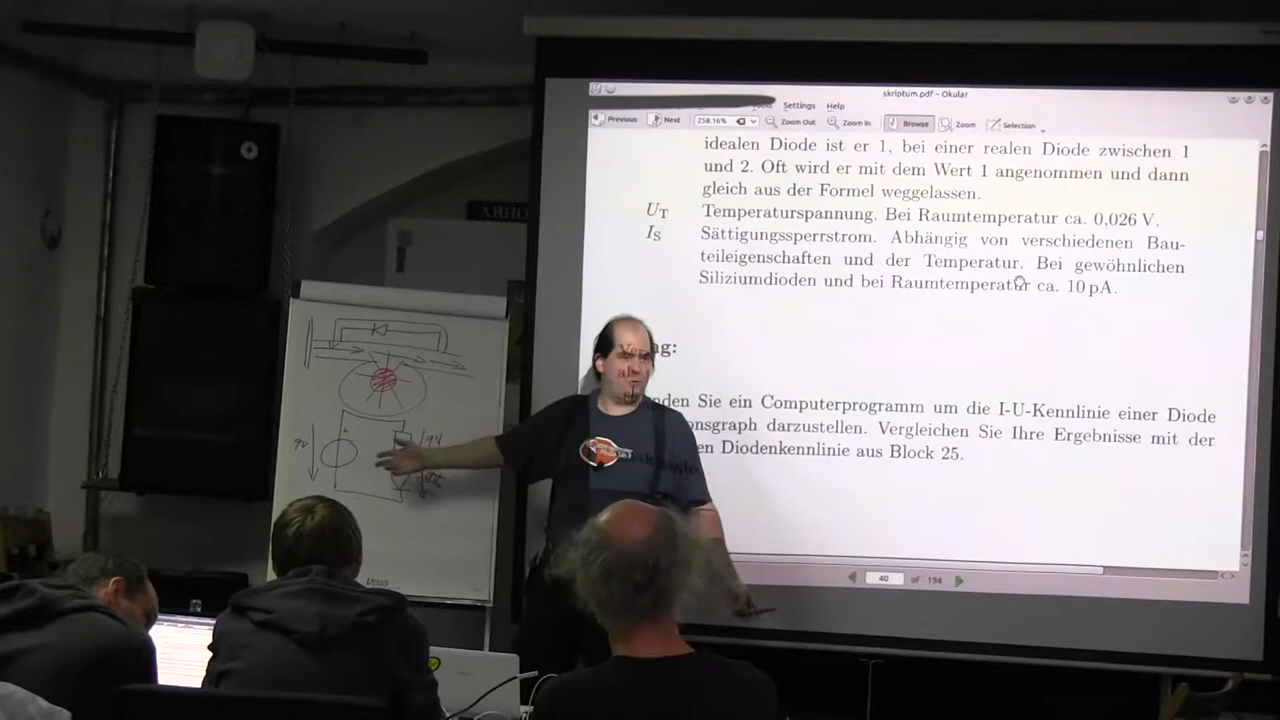 skriptum.pdf – Okular
Settings Help
Previous Next 258.16% Zoom Out Zoom In Browse Zoom Selection
idealen Diode ist er 1, bei einer realen Diode zwischen 1
und 2. Oft wird er mit dem Wert 1 angenommen und dann
gleich aus der Formel weggelassen.
UT Temperaturspannung. Bei Raumtemperatur ca. 0,026 V.
IS Sättigungssperrstrom. Abhängig von verschiedenen Bau-
teileigenschaften und der Temperatur. Bei gewöhnlichen
Siliziumdioden und bei Raumtemperatur ca. 10 pA.
Sie ein Computerprogramm um die I-U-Kennlinie einer Diode
darzustellen. Vergleichen Sie Ihre Ergebnisse mit der
Diodenkennlinie aus Block 25.
40 of 194
9V
9V